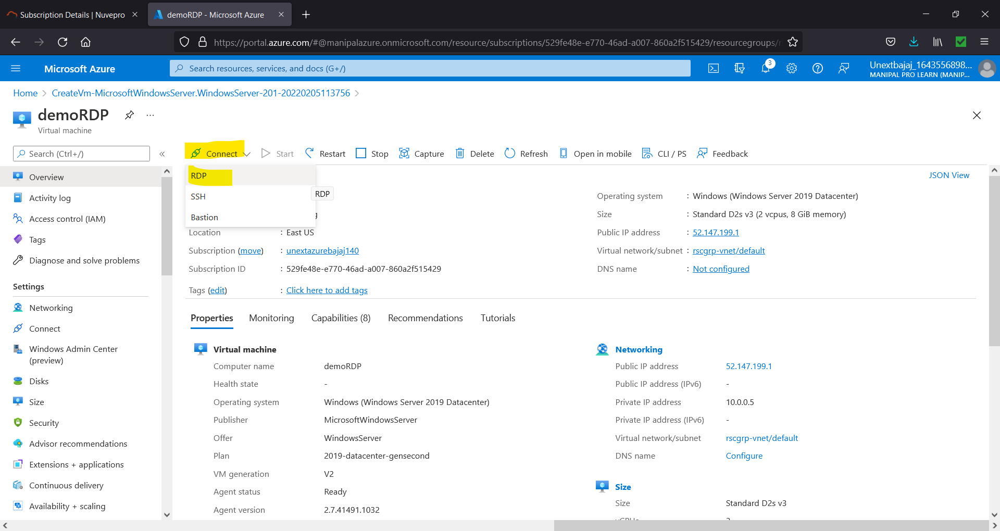 Subscription Details | Nuvepro
demoRDP - Microsoft Azure
https://portal.azure.com/#@manipalazure.onmicrosoft.com/resource/subscriptions/529fe48e-e770-46ad-a007-860a2f515429/resourcegroups/
Microsoft Azure
Search resources, services, and docs (G+/)
3
Unextbajaj_1643556898...
MANIPAL PRO LEARN (MANIP...
Home > CreateVm-MicrosoftWindowsServer.WindowsServer-201-20220205113756 >
demoRDP
...
Virtual machine
Search (Ctrl+/)
«
Connect
Start
Restart
Stop
Capture
Delete
Refresh
Open in mobile
CLI / PS
Feedback
Overview
Activity log
Access control (IAM)
Tags
Diagnose and solve problems
Settings
Networking
Connect
Windows Admin Center
(preview)
Disks
Size
Security
Advisor recommendations
Extensions + applications
Continuous delivery
Availability + scaling
RDP
SSH
Bastion
RDP
JSON View
Location : East US
Subscription (move) : unextazurebajaj140
Subscription ID : 529fe48e-e770-46ad-a007-860a2f515429
Tags (edit) : Click here to add tags
Operating system : Windows (Windows Server 2019 Datacenter)
Size : Standard D2s v3 (2 vcpus, 8 GiB memory)
Public IP address : 52.147.199.1
Virtual network/subnet : rscgrp-vnet/default
DNS name : Not configured
Properties
Monitoring
Capabilities (8)
Recommendations
Tutorials
Virtual machine
Computer name demoRDP
Health state -
Operating system Windows (Windows Server 2019 Datacenter)
Publisher MicrosoftWindowsServer
Offer WindowsServer
Plan 2019-datacenter-gensecond
VM generation V2
Agent status Ready
Agent version 2.7.41491.1032
Networking
Public IP address 52.147.199.1
Public IP address (IPv6) -
Private IP address 10.0.0.5
Private IP address (IPv6) -
Virtual network/subnet rscgrp-vnet/default
DNS name Configure
Size
Size Standard D2s v3